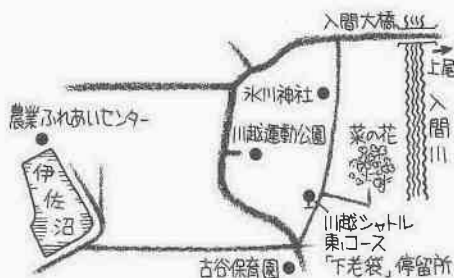 入間大橋
上尾
氷川神社
農業ふれあいセンター
川越運動公園
菜の花
入間川
伊佐沼
川越シャトル
東コース
古谷保育園
「下老袋」停留所